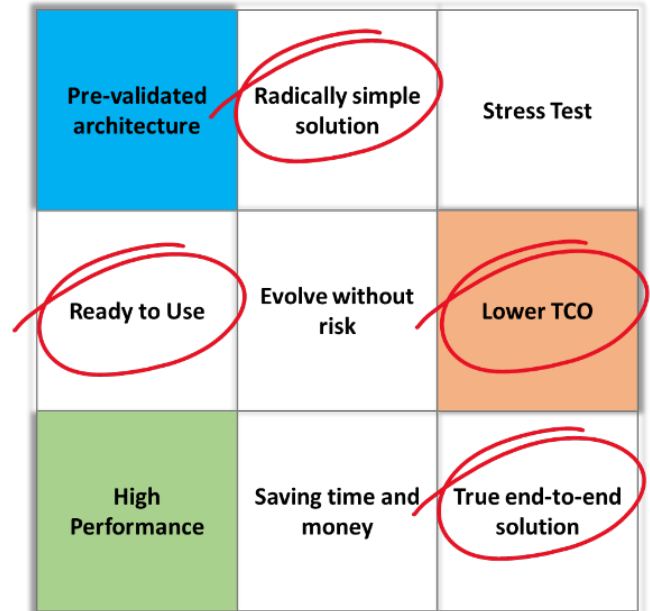 Pre-validated
architecture
Radically simple
solution
Stress Test
Ready to Use
Evolve without
risk
Lower TCO
High
Performance
Saving time and
money
True end-to-end
solution